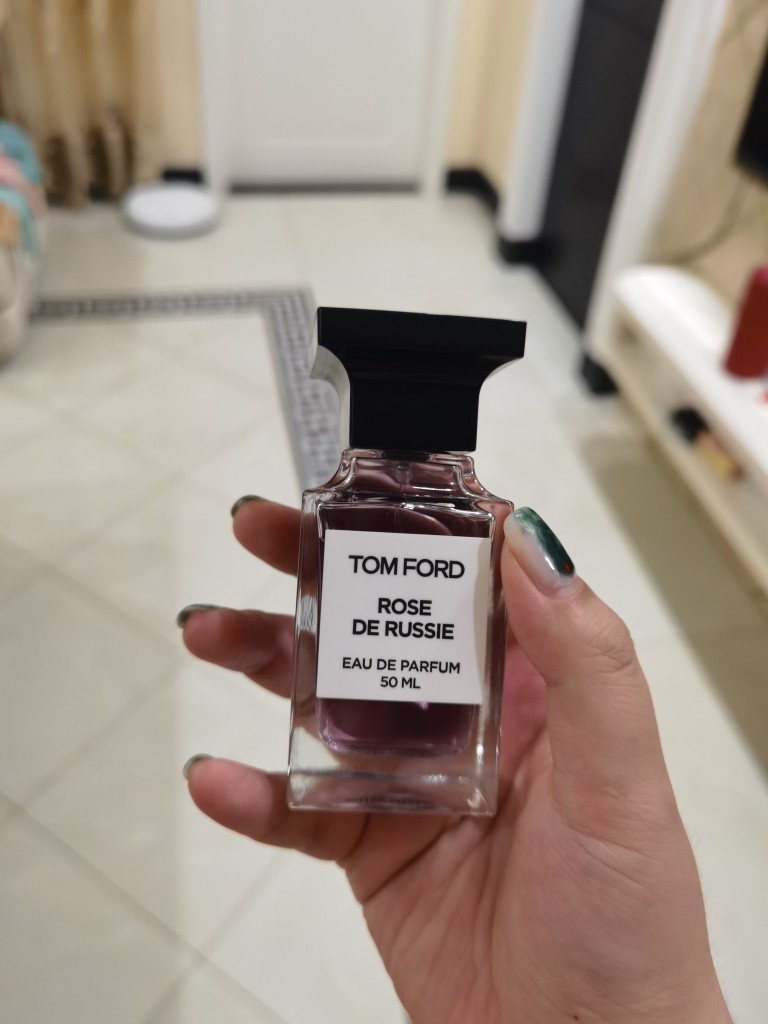 TOM FORD
ROSE
DE RUSSIE
EAU DE PARFUM
50 ML